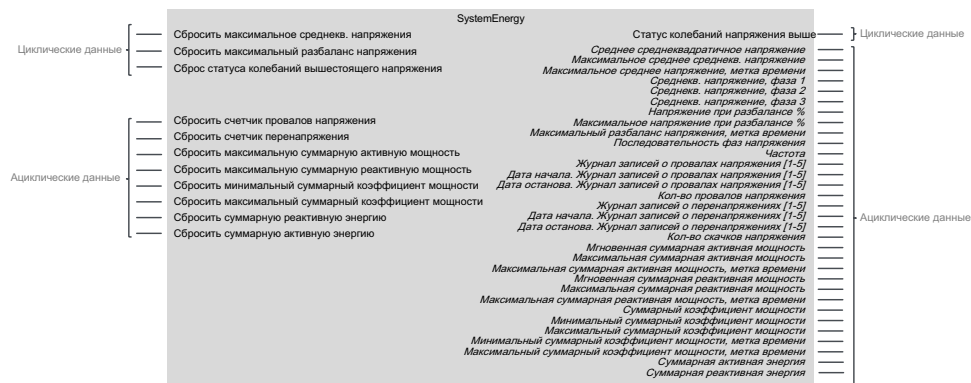 SystemEnergy
Циклические данные
Сбросить максимальное среднекв. напряжения
Сбросить максимальный разбаланс напряжения
Сброс статуса колебаний вышестоящего напряжения
Ациклические данные
Сбросить счетчик провалов напряжения
Сбросить счетчик перенапряжения
Сбросить максимальную суммарную активную мощность
Сбросить максимальную суммарную реактивную мощность
Сбросить минимальный суммарный коэффициент мощности
Сбросить максимальный суммарный коэффициент мощности
Сбросить суммарную реактивную энергию
Сбросить суммарную активную энергию
Статус колебаний напряжения выше
Циклические данные
Среднее среднеквадратичное напряжение
Максимальное среднее среднекв. напряжение
Максимальное среднее напряжение, метка времени
Среднекв. напряжение, фаза 1
Среднекв. напряжение, фаза 2
Среднекв. напряжение, фаза 3
Напряжение при разбалансе %
Максимальное напряжение при разбалансе %
Максимальный разбаланс напряжения, метка времени
Последовательность фаз напряжения
Частота
Журнал записей о провалах напряжения [1-5]
Дата начала. Журнал записей о провалах напряжения [1-5]
Дата останова. Журнал записей о провалах напряжения [1-5]
Кол-во провалов напряжения
Журнал записей о перенапряжениях [1-5]
Дата начала. Журнал записей о перенапряжениях [1-5]
Дата останова. Журнал записей о перенапряжениях [1-5]
Кол-во скачков напряжения
Мгновенная суммарная активная мощность
Максимальная суммарная активная мощность
Максимальная суммарная активная мощность, метка времени
Мгновенная суммарная реактивная мощность
Максимальная суммарная реактивная мощность
Максимальная суммарная реактивная мощность, метка времени
Суммарный коэффициент мощности
Минимальный суммарный коэффициент мощности
Максимальный суммарный коэффициент мощности
Минимальный суммарный коэффициент мощности, метка времени
Максимальный суммарный коэффициент мощности, метка времени
Суммарная активная энергия
Суммарная реактивная энергия
Ациклические данные